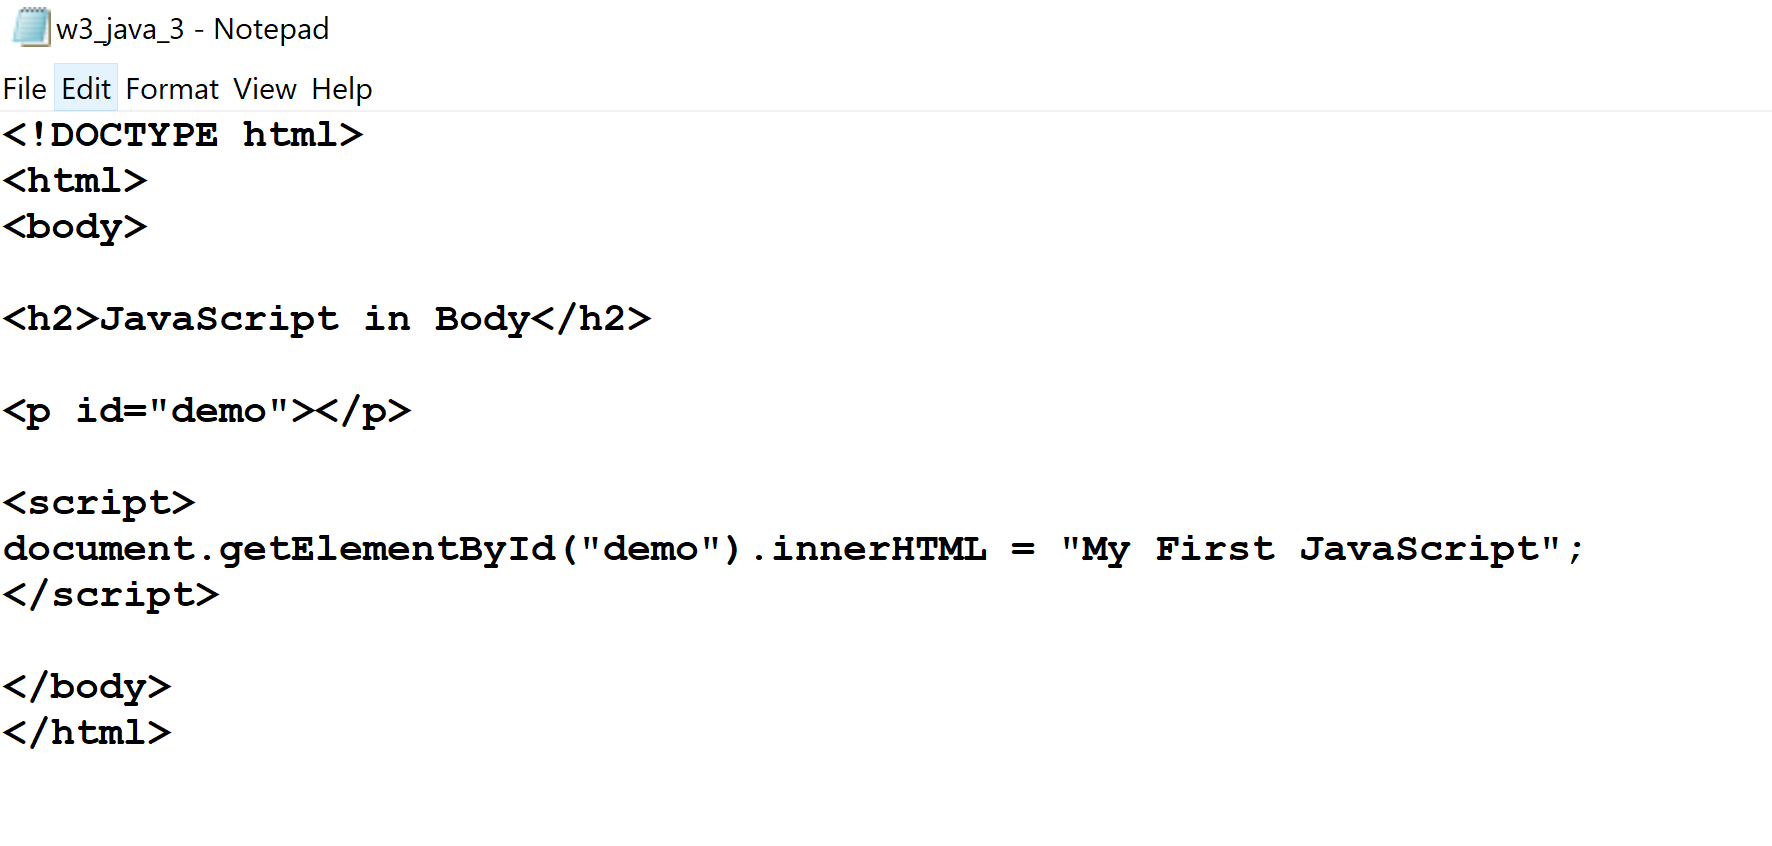 w3_java_3 - Notepad
File Edit Format View Help
<!DOCTYPE html>
<html>
<body>
<h2>JavaScript in Body</h2>
<p id="demo"></p>
<script>
document.getElementById("demo").innerHTML = "My First JavaScript";
</script>
</body>
</html>